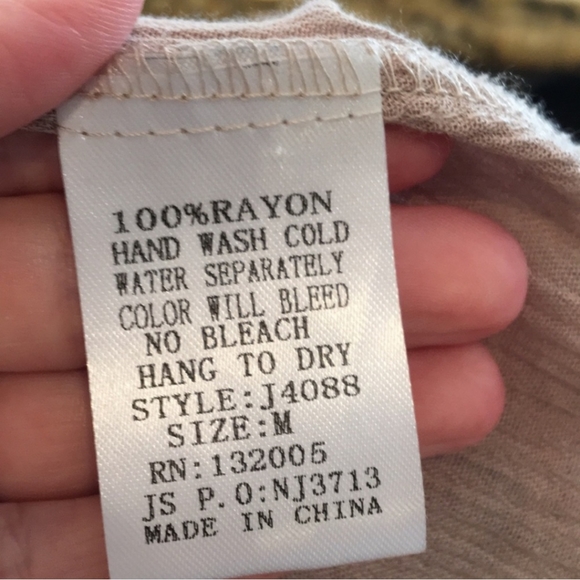 100%RAYON
HAND WASH COLD
WATER SEPARATELY
COLOR WILL BLEED
NO BLEACH
HANG TO DRY
STYLE:J4088
SIZE:M
RN:132005
JS P.O:NJ3713
MADE IN CHINA